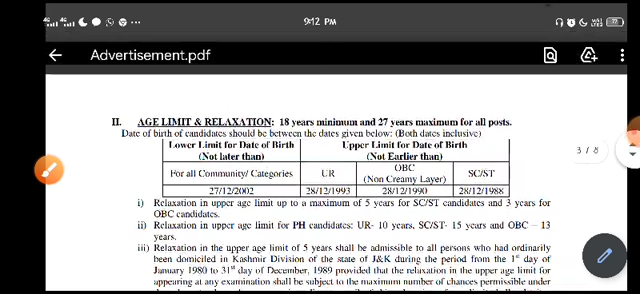 9:12 PM
Advertisement.pdf
3 / 8
II. AGE LIMIT & RELAXATION: 18 years minimum and 27 years maximum for all posts.
Date of birth of candidates should be between the dates given below: (Both dates inclusive)
Lower Limit for Date of Birth Upper Limit for Date of Birth
(Not later than) (Not Earlier than)
For all Community/ Categories UR OBC (Non Creamy Layer) SC/ST
27/12/2002 28/12/1993 28/12/1990 28/12/1988
i) Relaxation in upper age limit up to a maximum of 5 years for SC/ST candidates and 3 years for
OBC candidates.
ii) Relaxation in upper age limit for PH candidates: UR- 10 years, SC/ST- 15 years and OBC – 13
years.
iii) Relaxation in the upper age limit of 5 years shall be admissible to all persons who had ordinarily
been domiciled in Kashmir Division of the state of J&K during the period from the 1st day of
January 1980 to 31st day of December, 1989 provided that the relaxation in the upper age limit for
appearing at any examination shall be subject to the maximum number of chances permissible under